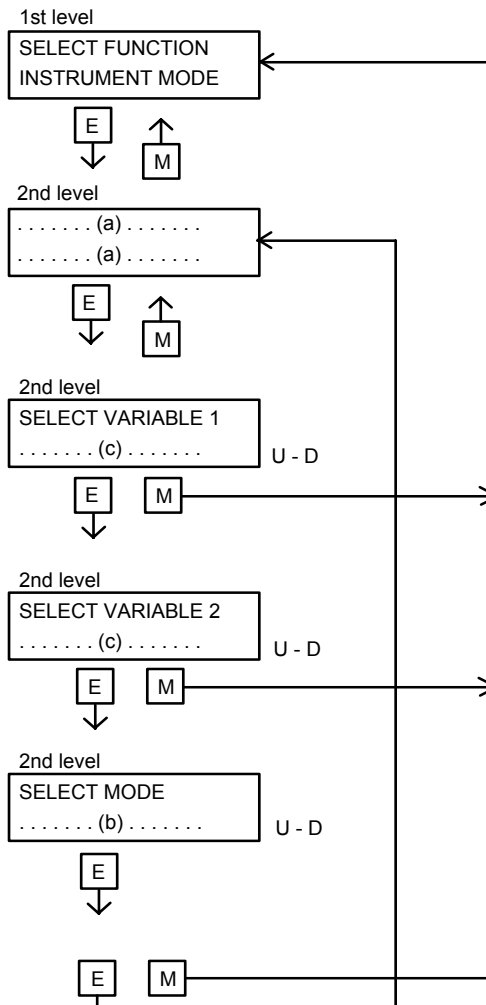 1st level
SELECT FUNCTION
INSTRUMENT MODE
E
M
2nd level
. . . . . . . (a) . . . . . . .
. . . . . . . (a) . . . . . . .
E
M
2nd level
SELECT VARIABLE 1
. . . . . . . (c) . . . . . . .
U - D
E M
2nd level
SELECT VARIABLE 2
. . . . . . . (c) . . . . . . .
U - D
E M
2nd level
SELECT MODE
. . . . . . . (b) . . . . . . .
U - D
E
E M